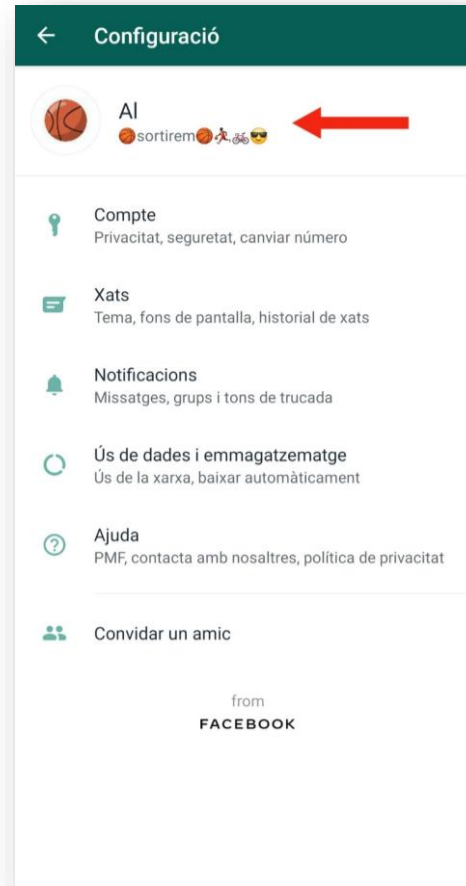 Configuració
Al
🏀sortirem🏀🏃🚲😎
Compte
Privacitat, seguretat, canviar número
Xats
Tema, fons de pantalla, historial de xats
Notificacions
Missatges, grups i tons de trucada
Ús de dades i emmagatzematge
Ús de la xarxa, baixar automàticament
Ajuda
PMF, contacta amb nosaltres, política de privacitat
Convidar un amic
from
FACEBOOK